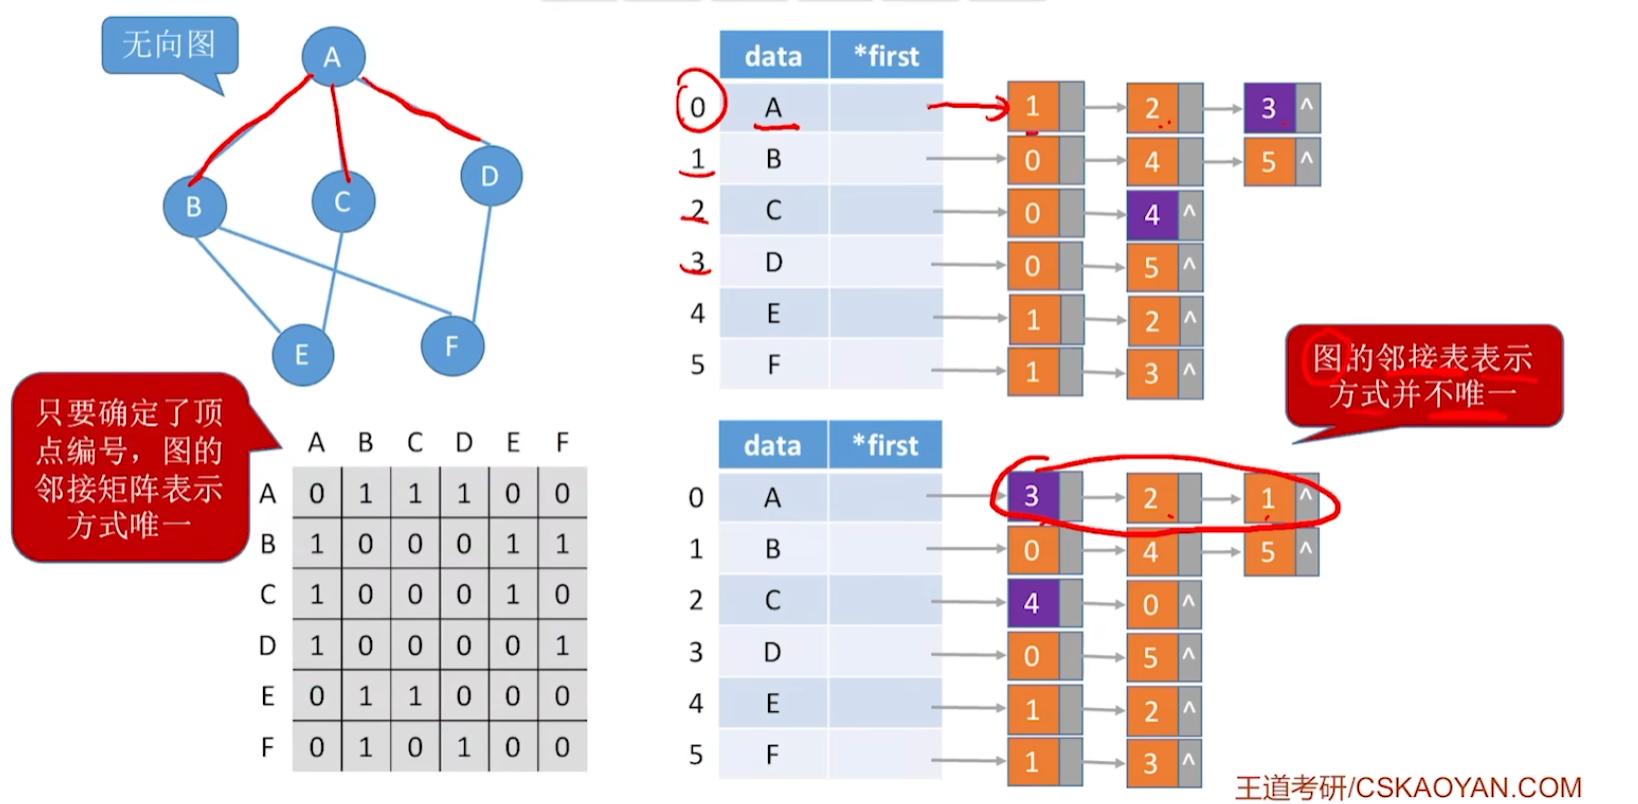 无向图
A
B
C
D
E
F
只要确定了顶
点编号，图的
邻接矩阵表示
方式唯一
A B C D E F
A 0 1 1 1 0 0
B 1 0 0 0 1 1
C 1 0 0 0 1 0
D 1 0 0 0 0 1
E 0 1 1 0 0 0
F 0 1 0 1 0 0
data *first
0 A 1 2 3 ^
1 B 0 4 5 ^
2 C 0 4 ^
3 D 0 5 ^
4 E 1 2 ^
5 F 1 3 ^
图的邻接表表示
方式并不唯一
data *first
0 A 3 2 1 ^
1 B 0 4 5 ^
2 C 4 0 ^
3 D 0 5 ^
4 E 1 2 ^
5 F 1 3 ^
王道考研/CSKAOYAN.COM